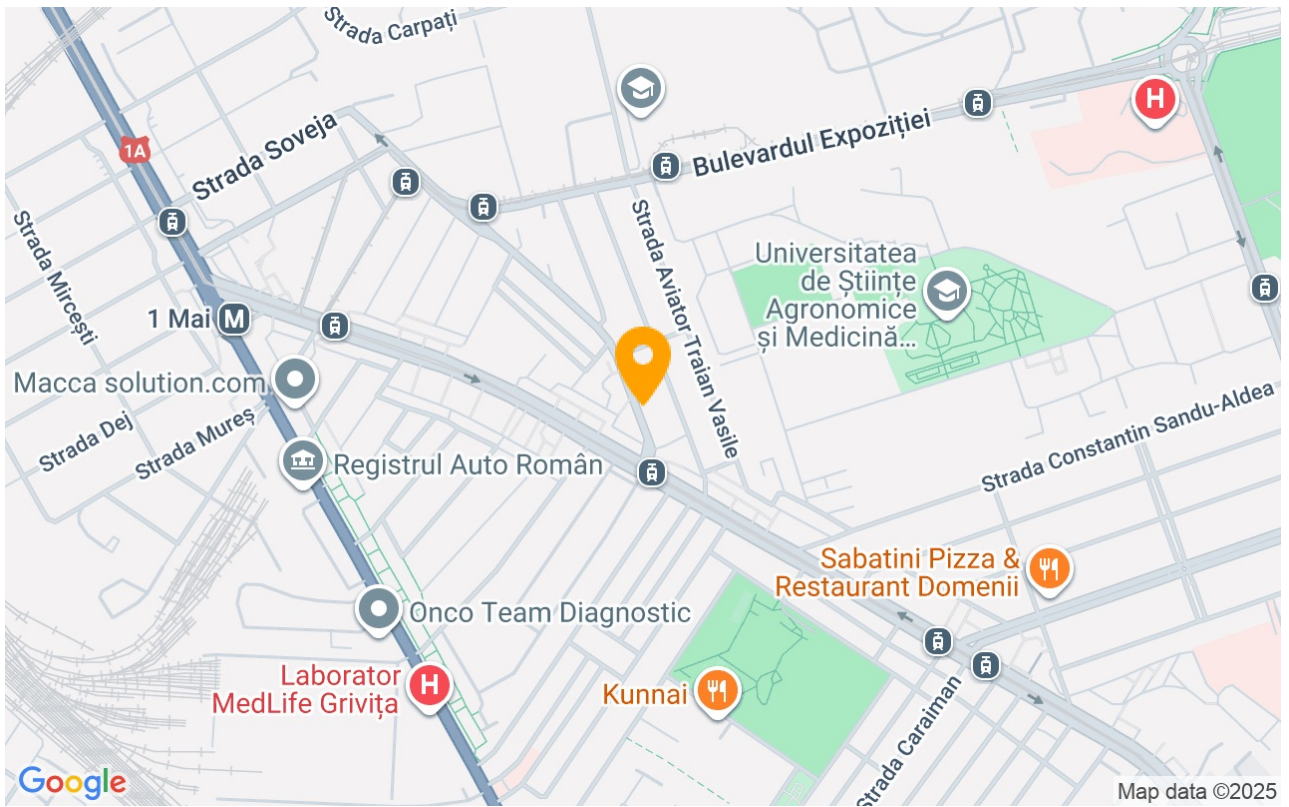 Strada Carpați
1A
Strada Soveja
Bulevardul Expoziției
H
Strada Mircești
Strada Aviator Traian Vasile
Universitatea
de Științe
Agronomice
și Medicină...
1 Mai M
Macca solution.com
Strada Dej
Strada Mureș
Strada Constantin Sandu-Aldea
Registrul Auto Român
Sabatini Pizza &
Restaurant Domenii
Onco Team Diagnostic
Laborator
MedLife Grivița
H
Kunnai
Strada Caraiman
Google
Map data ©2025